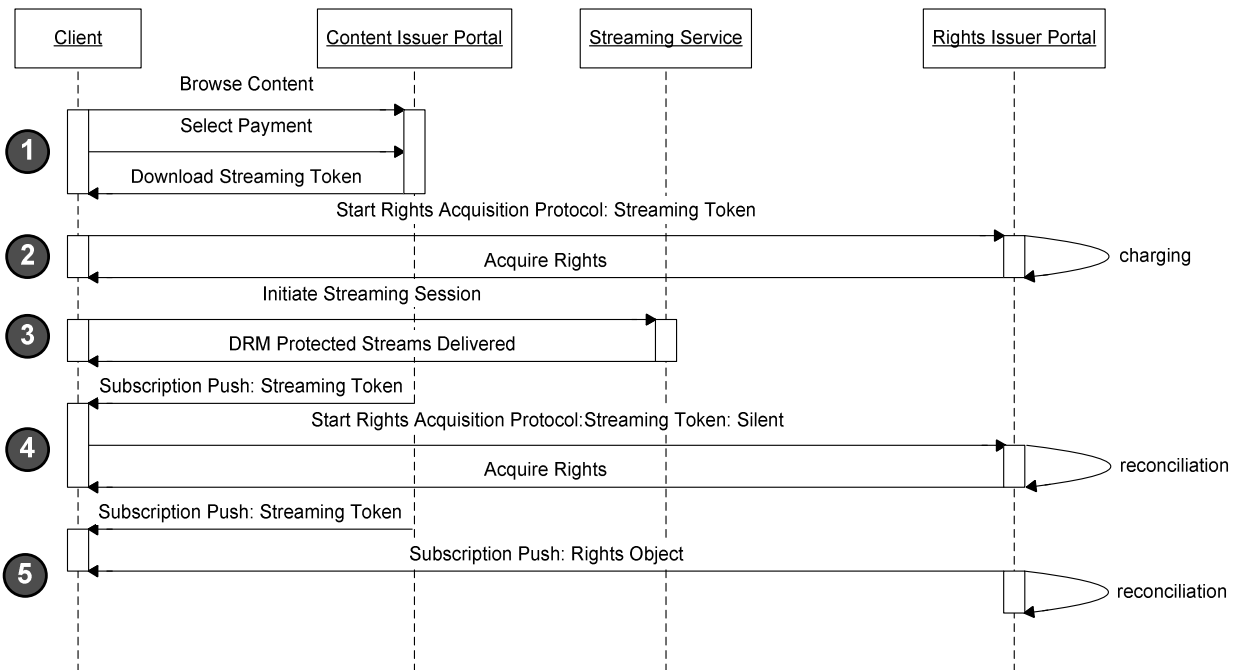 Client
Content Issuer Portal
Streaming Service
Rights Issuer Portal
Browse Content
1
Select Payment
Download Streaming Token
Start Rights Acquisition Protocol: Streaming Token
2
Acquire Rights
charging
Initiate Streaming Session
3
DRM Protected Streams Delivered
Subscription Push: Streaming Token
Start Rights Acquisition Protocol:Streaming Token: Silent
4
Acquire Rights
reconciliation
Subscription Push: Streaming Token
Subscription Push: Rights Object
5
reconciliation